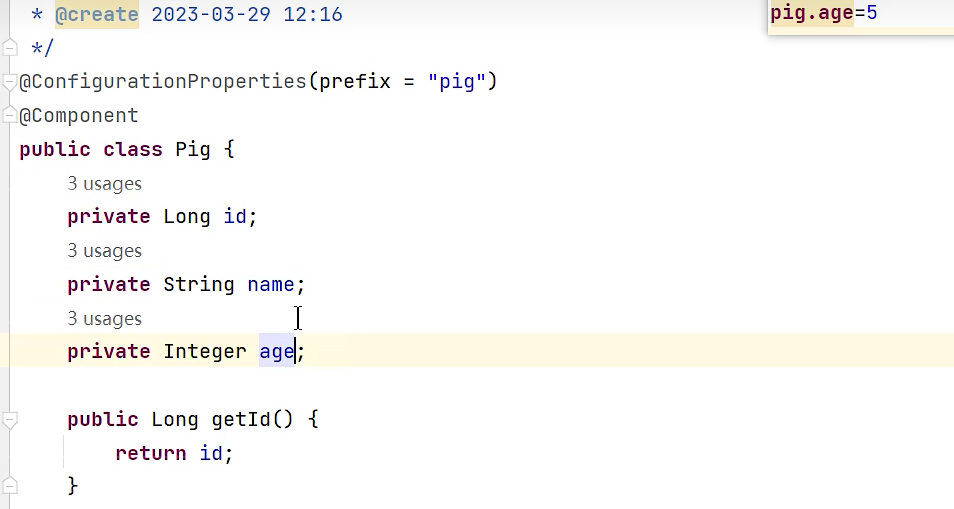 * @create 2023-03-29 12:16
pig.age=5
*/
@ConfigurationProperties(prefix = "pig")
@Component
public class Pig {
3 usages
private Long id;
3 usages
private String name;
3 usages
private Integer age;
public Long getId() {
return id;
}